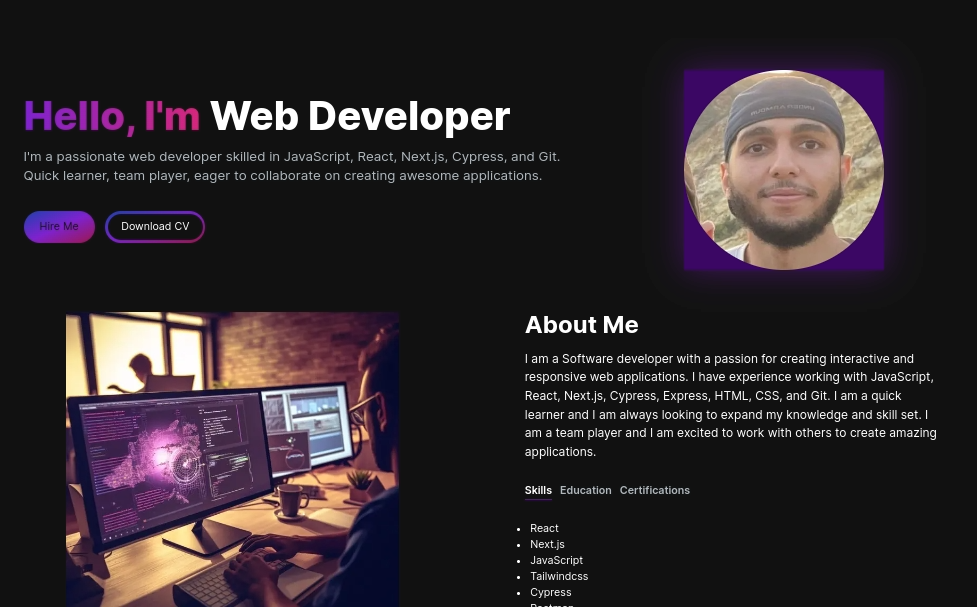 Hello, I'm Web Developer
I'm a passionate web developer skilled in JavaScript, React, Next.js, Cypress, and Git.
Quick learner, team player, eager to collaborate on creating awesome applications.
Hire Me
Download CV
About Me
I am a Software developer with a passion for creating interactive and
responsive web applications. I have experience working with JavaScript,
React, Next.js, Cypress, Express, HTML, CSS, and Git. I am a quick
learner and I am always looking to expand my knowledge and skill set. I
am a team player and I am excited to work with others to create amazing
applications.
Skills Education Certifications
• React
• Next.js
• JavaScript
• Tailwindcss
• Cypress